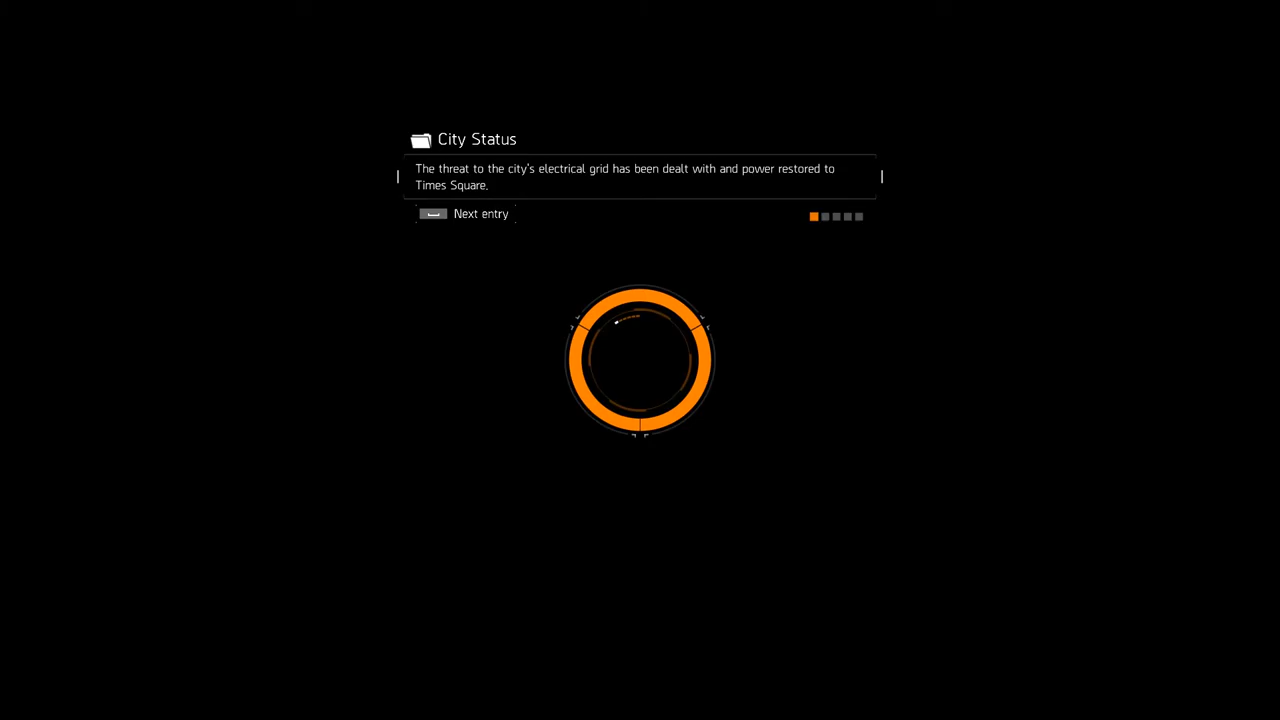 City Status
The threat to the city's electrical grid has been dealt with and power restored to
Times Square.
Next entry